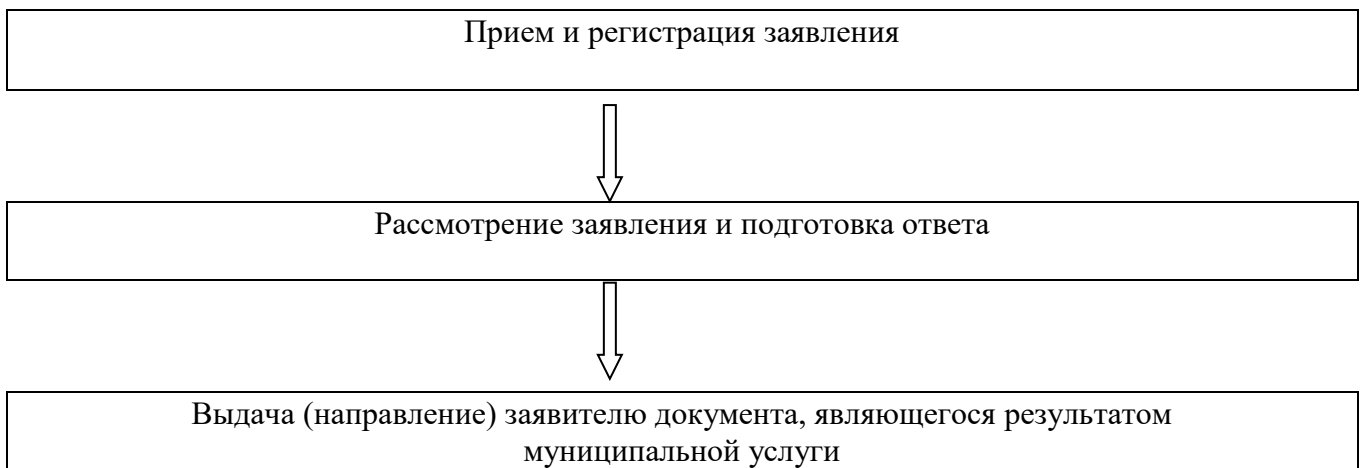 Прием и регистрация заявления
Рассмотрение заявления и подготовка ответа
Выдача (направление) заявителю документа, являющегося результатом
муниципальной услуги